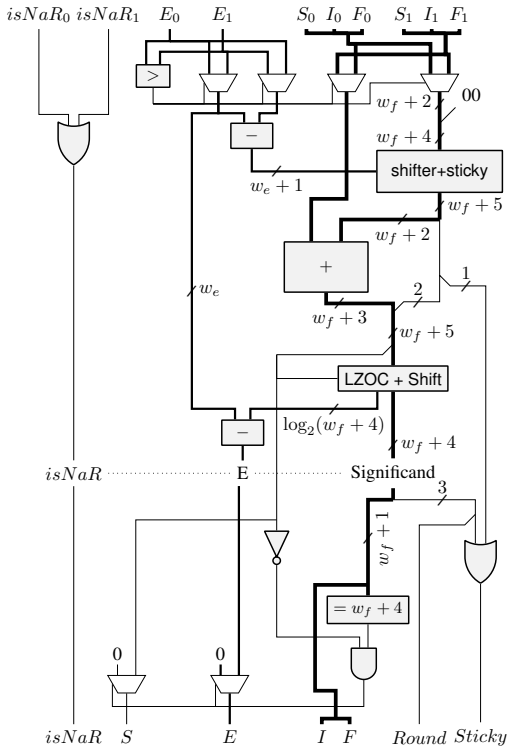 isNaR₀ isNaR₁ E₀ E₁ S₀ I₀ F₀ S₁ I₁ F₁
>
w_f + 2 00
−
w_f + 4
shifter+sticky
w_e + 1
w_f + 5
w_f + 2
+
1
w_e
2
w_f + 3
w_f + 5
LZOC + Shift
log₂(w_f + 4)
−
w_f + 4
isNaR E Significand
3
w_f + 1
= w_f + 4
0 0
isNaR S E I F Round Sticky